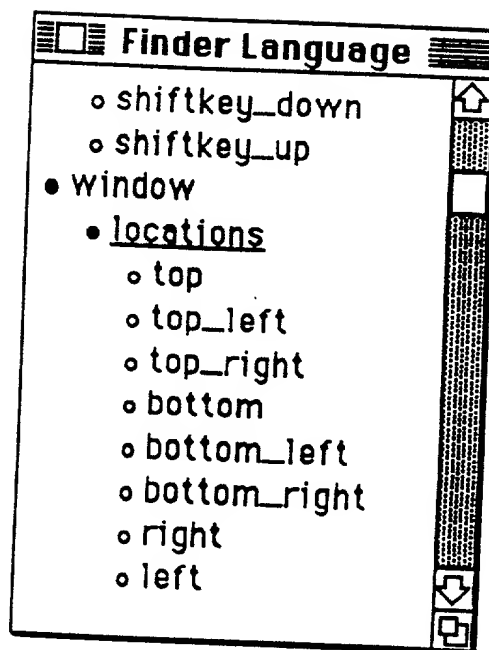 Finder Language
shiftkey_down
shiftkey_up
window
locations
top
top_left
top_right
bottom
bottom_left
bottom_right
right
left